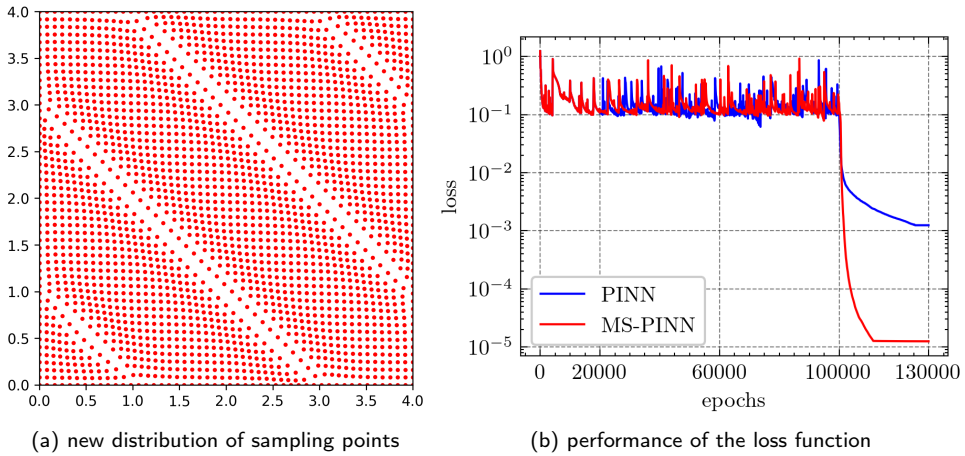 4.0
3.5
3.0
2.5
2.0
1.5
1.0
0.5
0.0
0.0 0.5 1.0 1.5 2.0 2.5 3.0 3.5 4.0
(a) new distribution of sampling points
10⁰
10⁻¹
10⁻²
10⁻³
10⁻⁴
10⁻⁵
loss
PINN
MS-PINN
0 20000 60000 100000 130000
epochs
(b) performance of the loss function